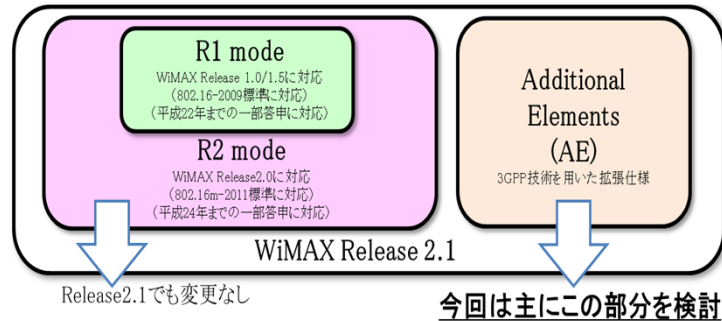 R1 mode
WiMAX Release 1.0/1.5に対応
(802.16-2009標準に対応)
(平成22年までの一部答申に対応)
R2 mode
WiMAX Release2.0に対応
(802.16m-2011標準に対応)
(平成24年までの一部答申に対応)
Additional
Elements
(AE)
3GPP技術を用いた拡張仕様
WiMAX Release 2.1
Release2.1でも変更なし
今回は主にこの部分を検討